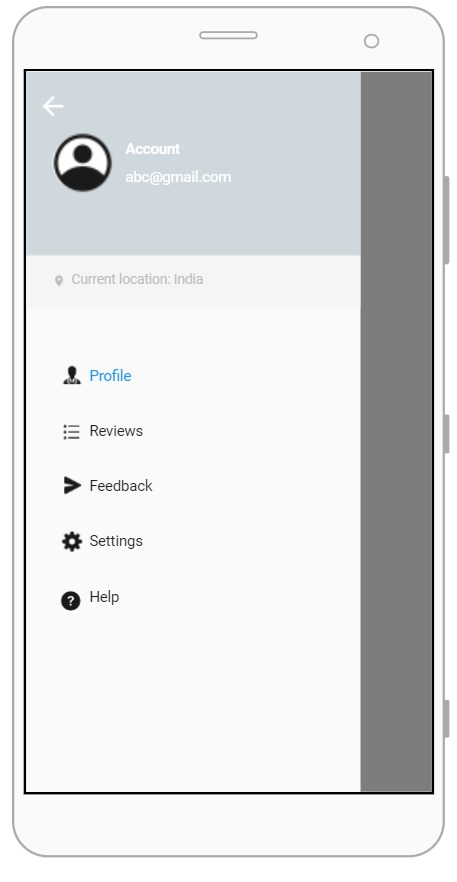 Account
abc@gmail.com
Current location: India
Profile
Reviews
Feedback
Settings
? Help